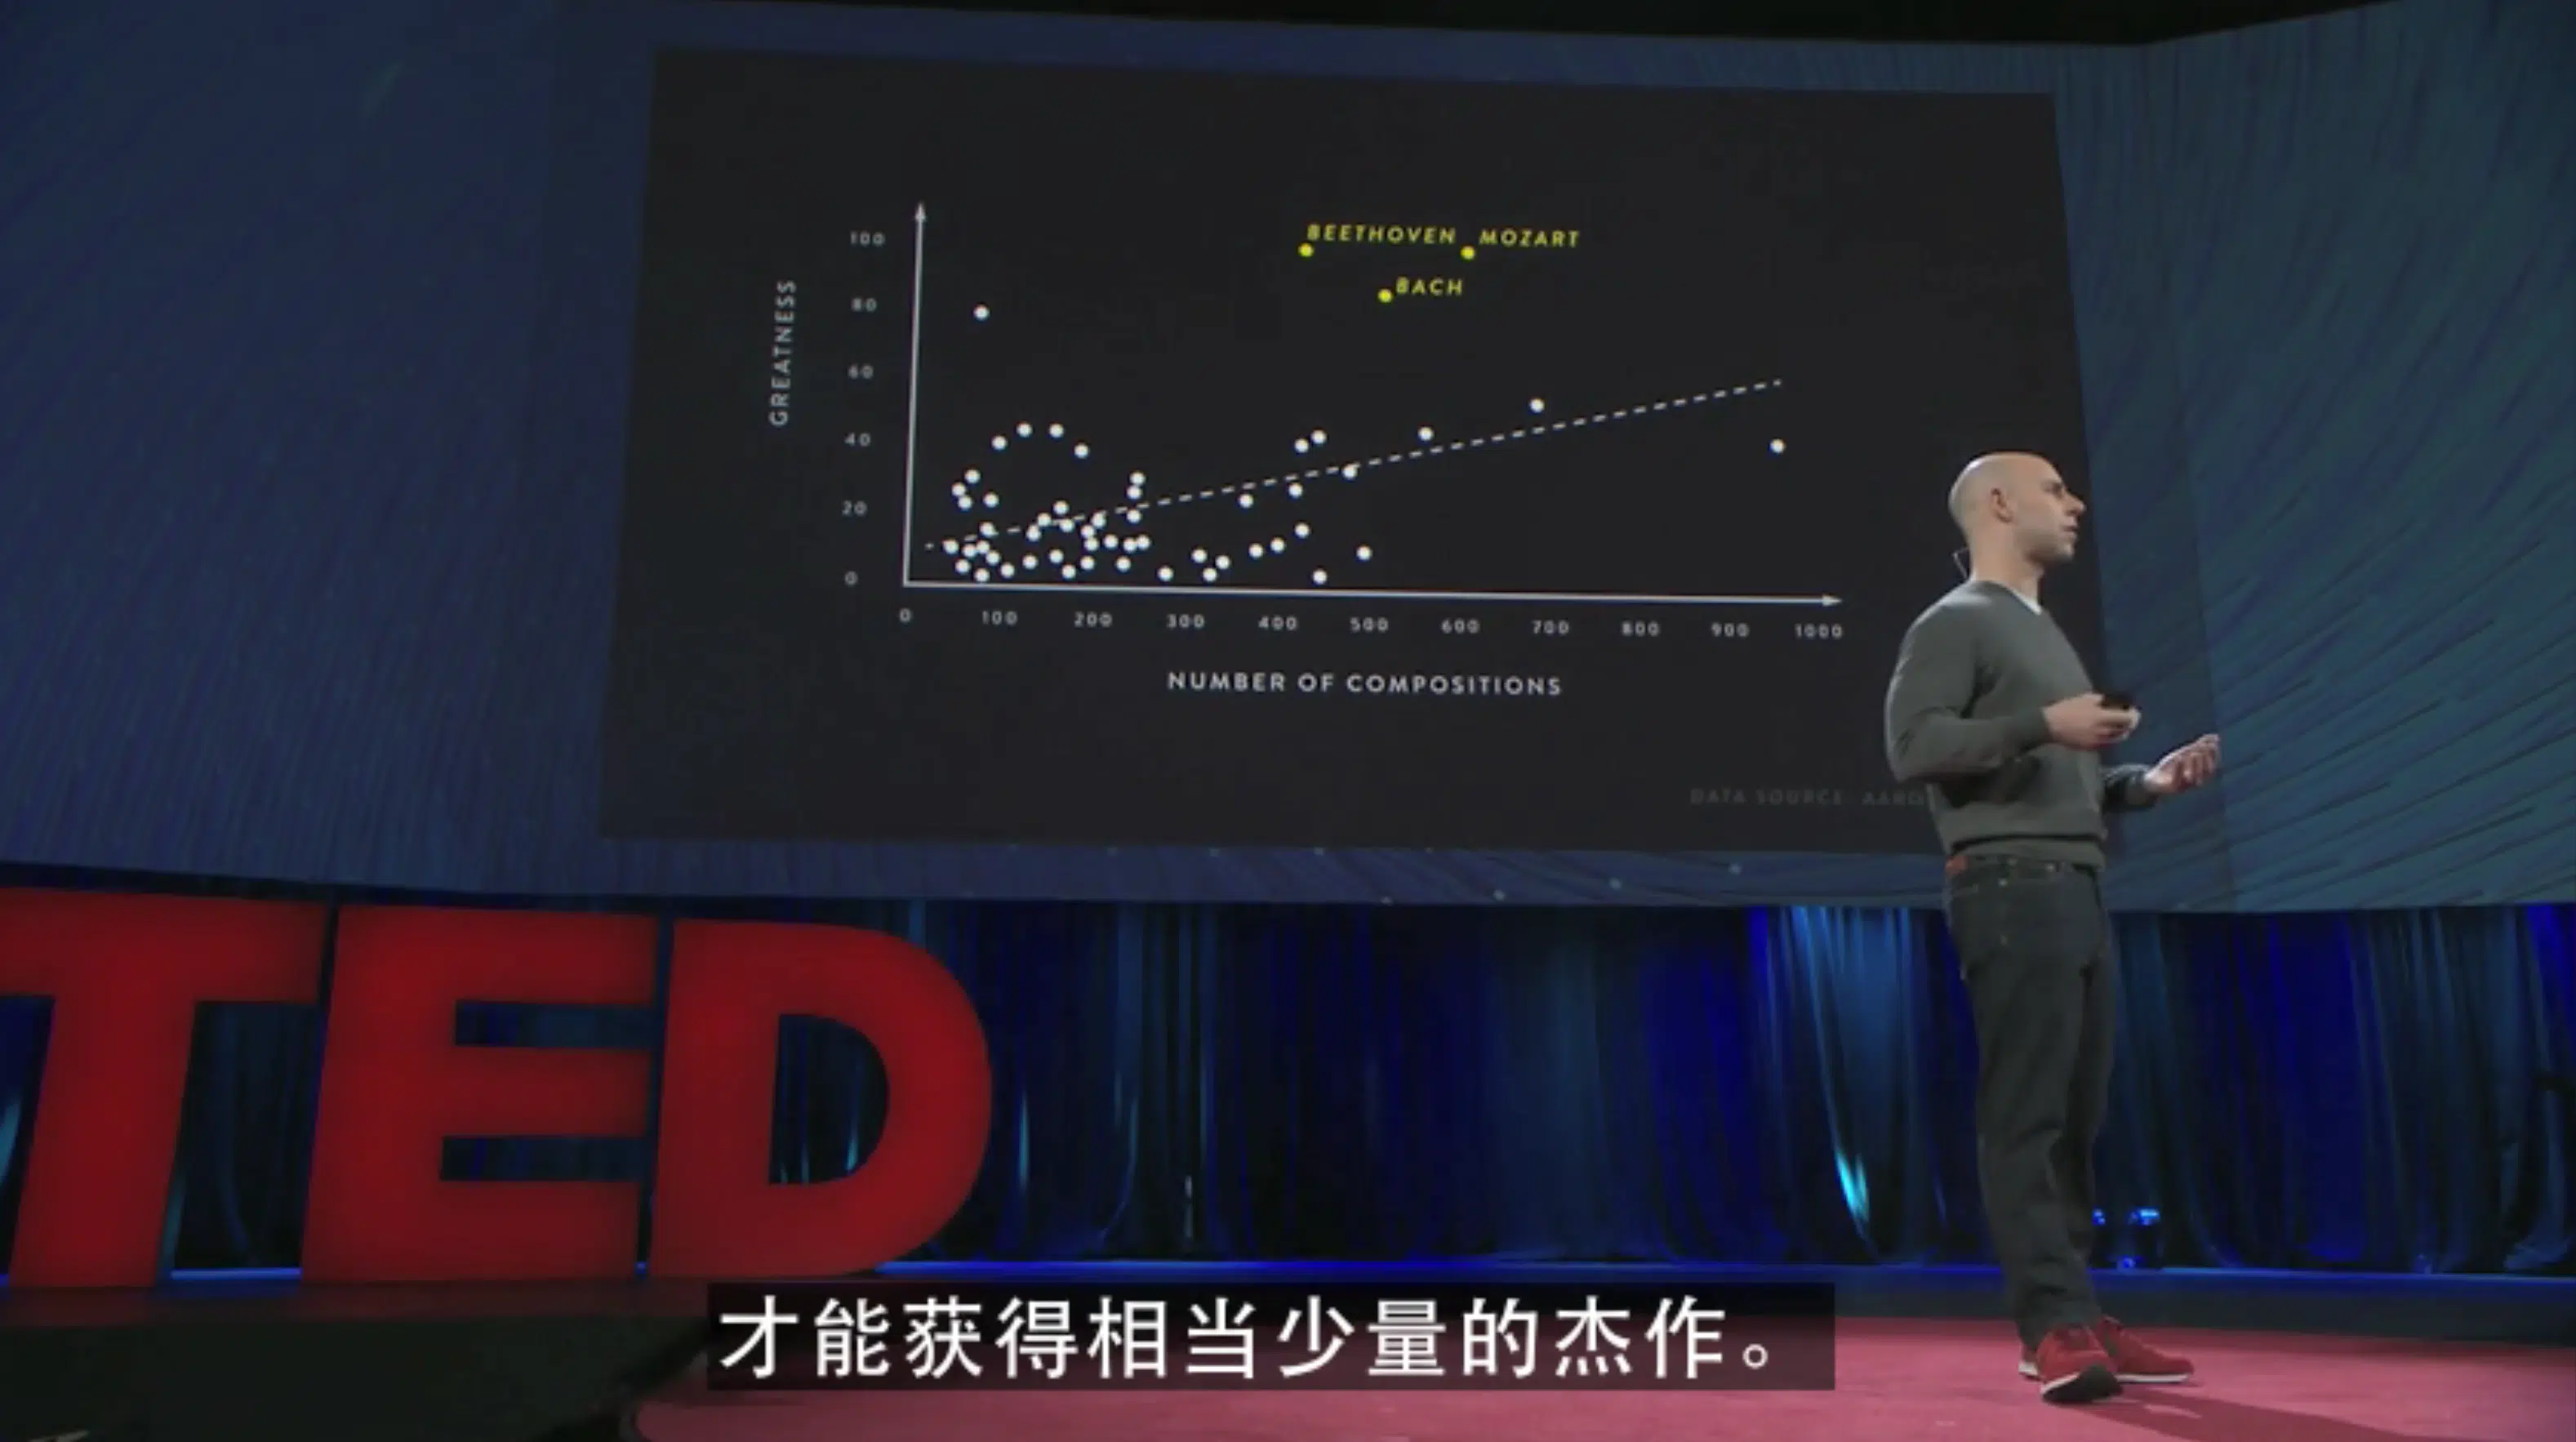 BEETHOVEN MOZART
BACH
GREATNESS
100
80
60
40
20
0
0 100 200 300 400 500 600 700 800 900 1000
NUMBER OF COMPOSITIONS
DATA SOURCE: 
TED
才能获得相当少量的杰作。